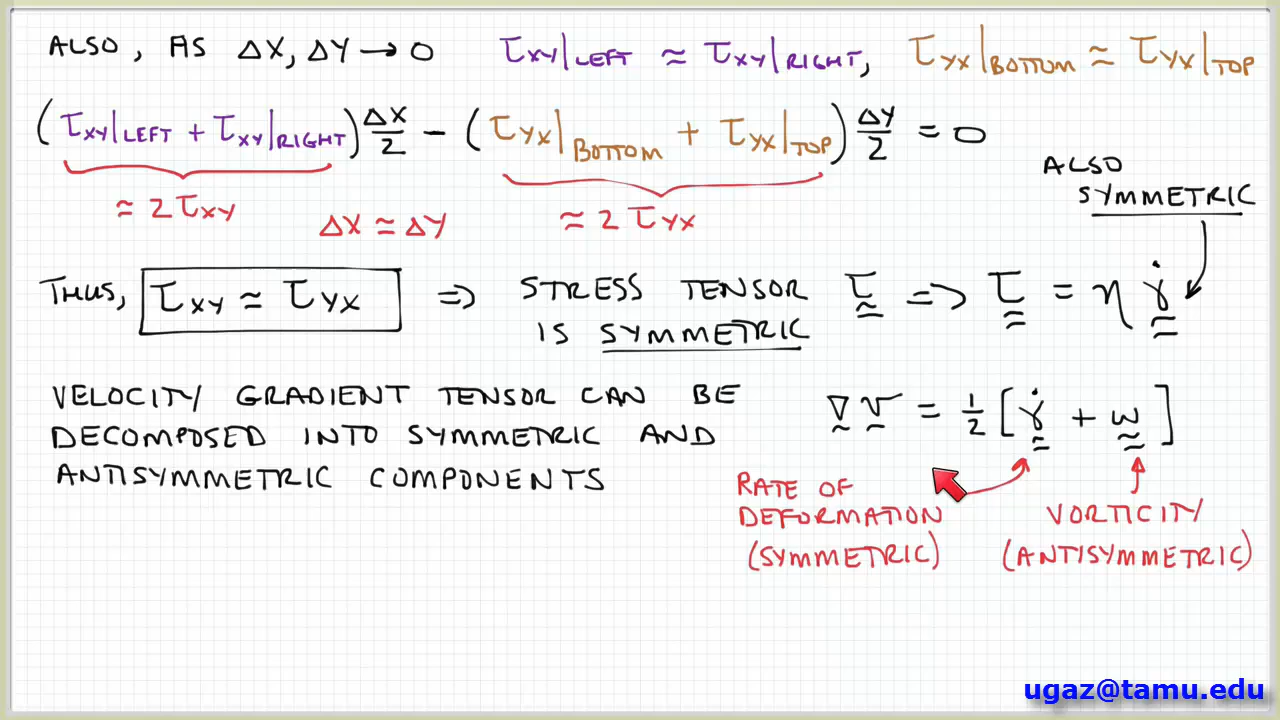 ALSO, AS ΔX, ΔY → 0 τXY|LEFT ≈ τXY|RIGHT, τYX|BOTTOM ≈ τYX|TOP
(τXY|LEFT + τXY|RIGHT) ΔX/2 - (τYX|BOTTOM + τYX|TOP) ΔY/2 = 0
≈ 2τXY ΔX ≃ ΔY ≈ 2τYX
ALSO
SYMMETRIC
THUS, τXY ≃ τYX ⇒ STRESS TENSOR τ ⇒ τ = η γ̇
IS SYMMETRIC
VELOCITY GRADIENT TENSOR CAN BE
DECOMPOSED INTO SYMMETRIC AND
ANTISYMMETRIC COMPONENTS
∇v = 1/2 [γ̇ + ω]
RATE OF
DEFORMATION
(SYMMETRIC)
VORTICITY
(ANTISYMMETRIC)
ugaz@tamu.edu